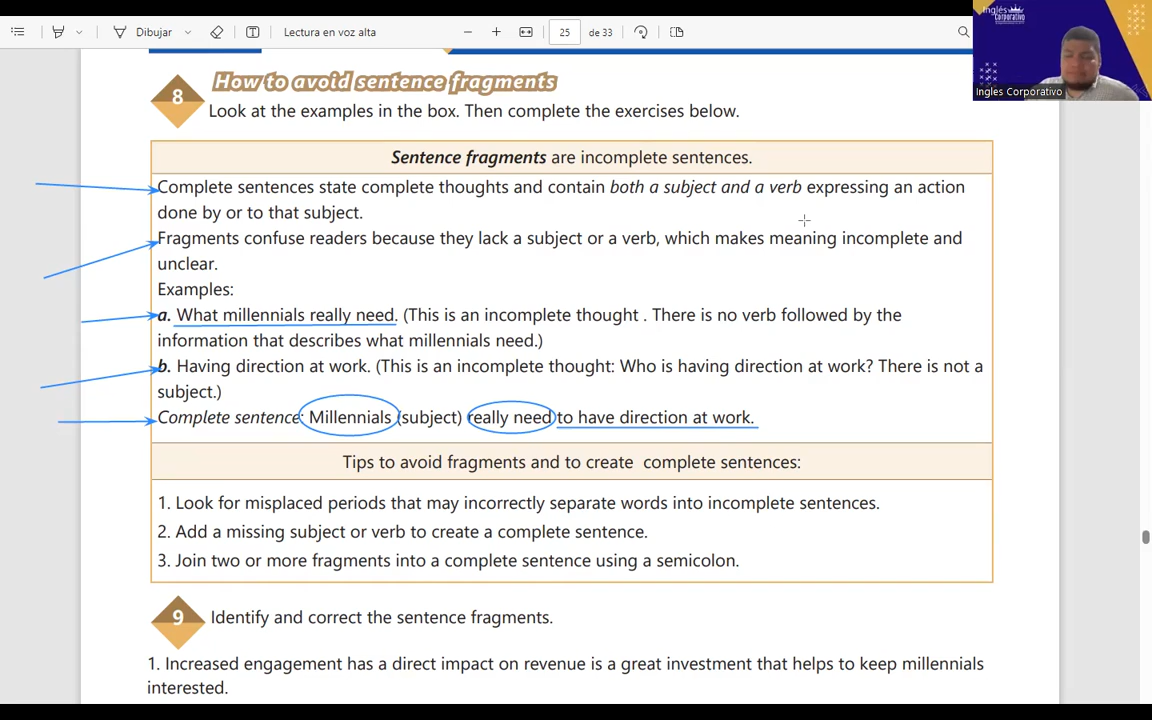 Lectura en voz alta
Dibujar
25 de 33
Inglés
Corporativo
Ingles Corporativo
8 How to avoid sentence fragments
Look at the examples in the box. Then complete the exercises below.
Sentence fragments are incomplete sentences.
Complete sentences state complete thoughts and contain both a subject and a verb expressing an action
done by or to that subject.
Fragments confuse readers because they lack a subject or a verb, which makes meaning incomplete and
unclear.
Examples:
a. What millennials really need. (This is an incomplete thought . There is no verb followed by the
information that describes what millennials need.)
b. Having direction at work. (This is an incomplete thought: Who is having direction at work? There is not a
subject.)
Complete sentence: Millennials (subject) really need to have direction at work.
Tips to avoid fragments and to create complete sentences:
1. Look for misplaced periods that may incorrectly separate words into incomplete sentences.
2. Add a missing subject or verb to create a complete sentence.
3. Join two or more fragments into a complete sentence using a semicolon.
9 Identify and correct the sentence fragments.
1. Increased engagement has a direct impact on revenue is a great investment that helps to keep millennials
interested.